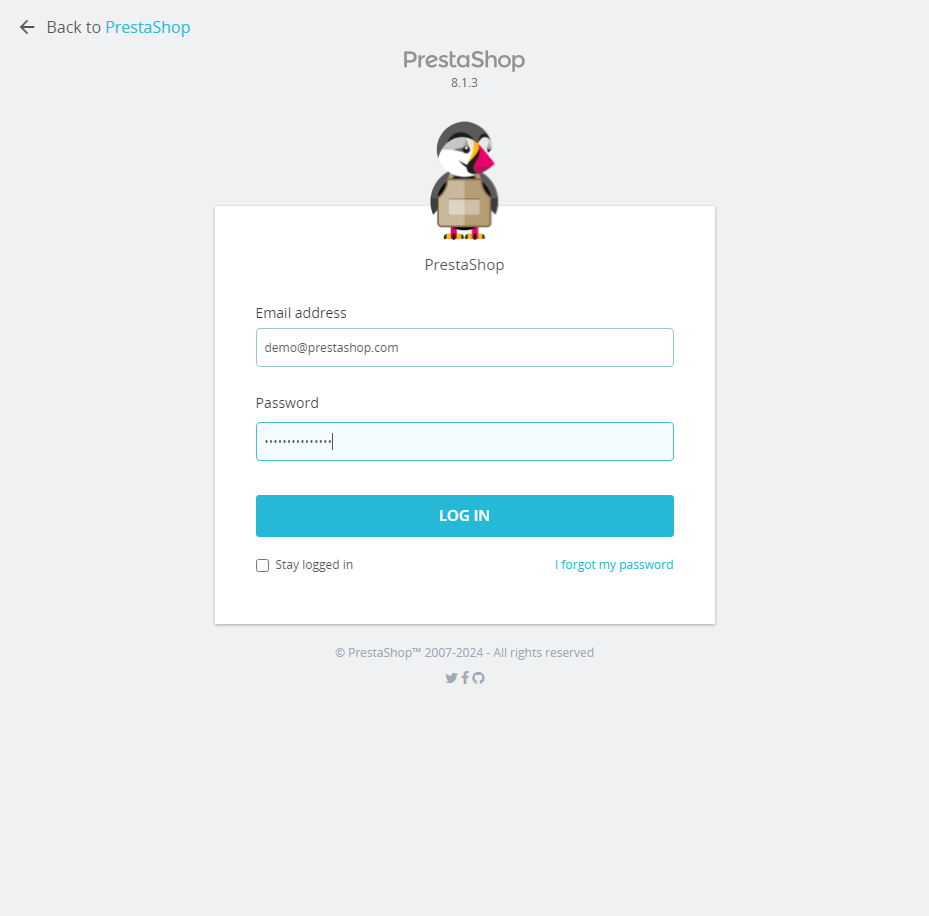 Back to PrestaShop
PrestaShop
8.1.3
PrestaShop
Email address
demo@prestashop.com
Password
•••••••••••••••
LOG IN
Stay logged in
I forgot my password
© PrestaShop™ 2007-2024 - All rights reserved